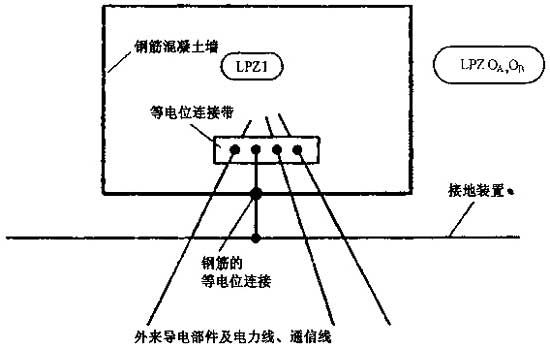 钢筋混凝土墙
LPZ1
LPZ OA,OB
等电位连接带
接地装置
钢筋的
等电位连接
外来导电部件及电力线、通信线